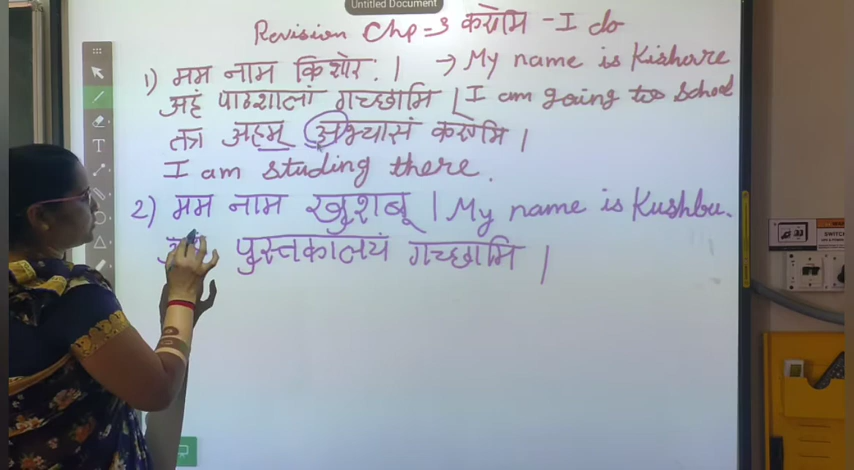 Untitled Document
Revision Chp-3 करोमि - I do
1) मम नाम किशोर: | → My name is Kishore
अहं पाठशालां गच्छामि | I am going to School
तत्र अहम् अभ्यासं करोमि |
I am studing there.
2) मम नाम खुशबू | My name is Kushbu.
पुस्तकालयं गच्छामि |
T